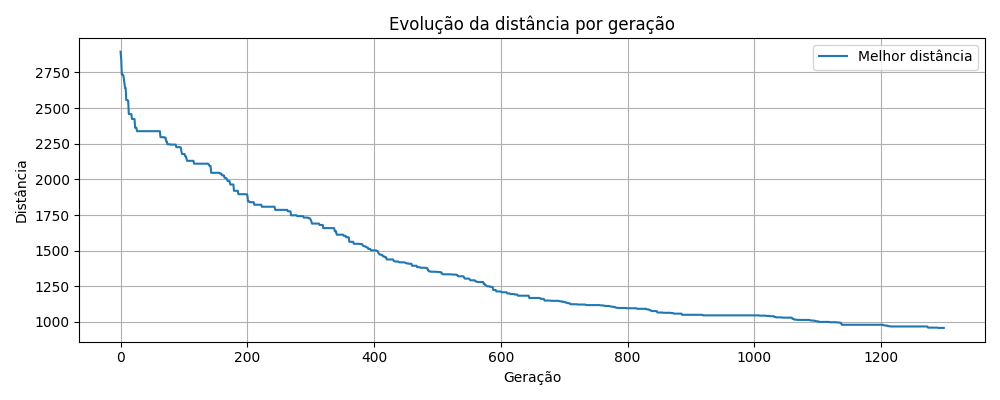 Evolução da distância por geração
Melhor distância
Distância
2750
2500
2250
2000
1750
1500
1250
1000
0 200 400 600 800 1000 1200
Geração